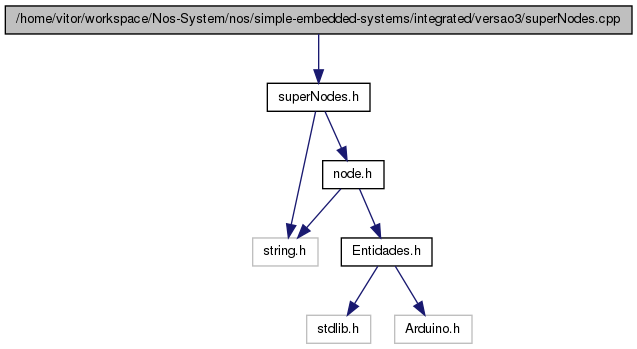 /home/vitor/workspace/Nos-System/nos/simple-embedded-systems/integrated/versao3/superNodes.cpp
superNodes.h
node.h
string.h
Entidades.h
stdlib.h
Arduino.h